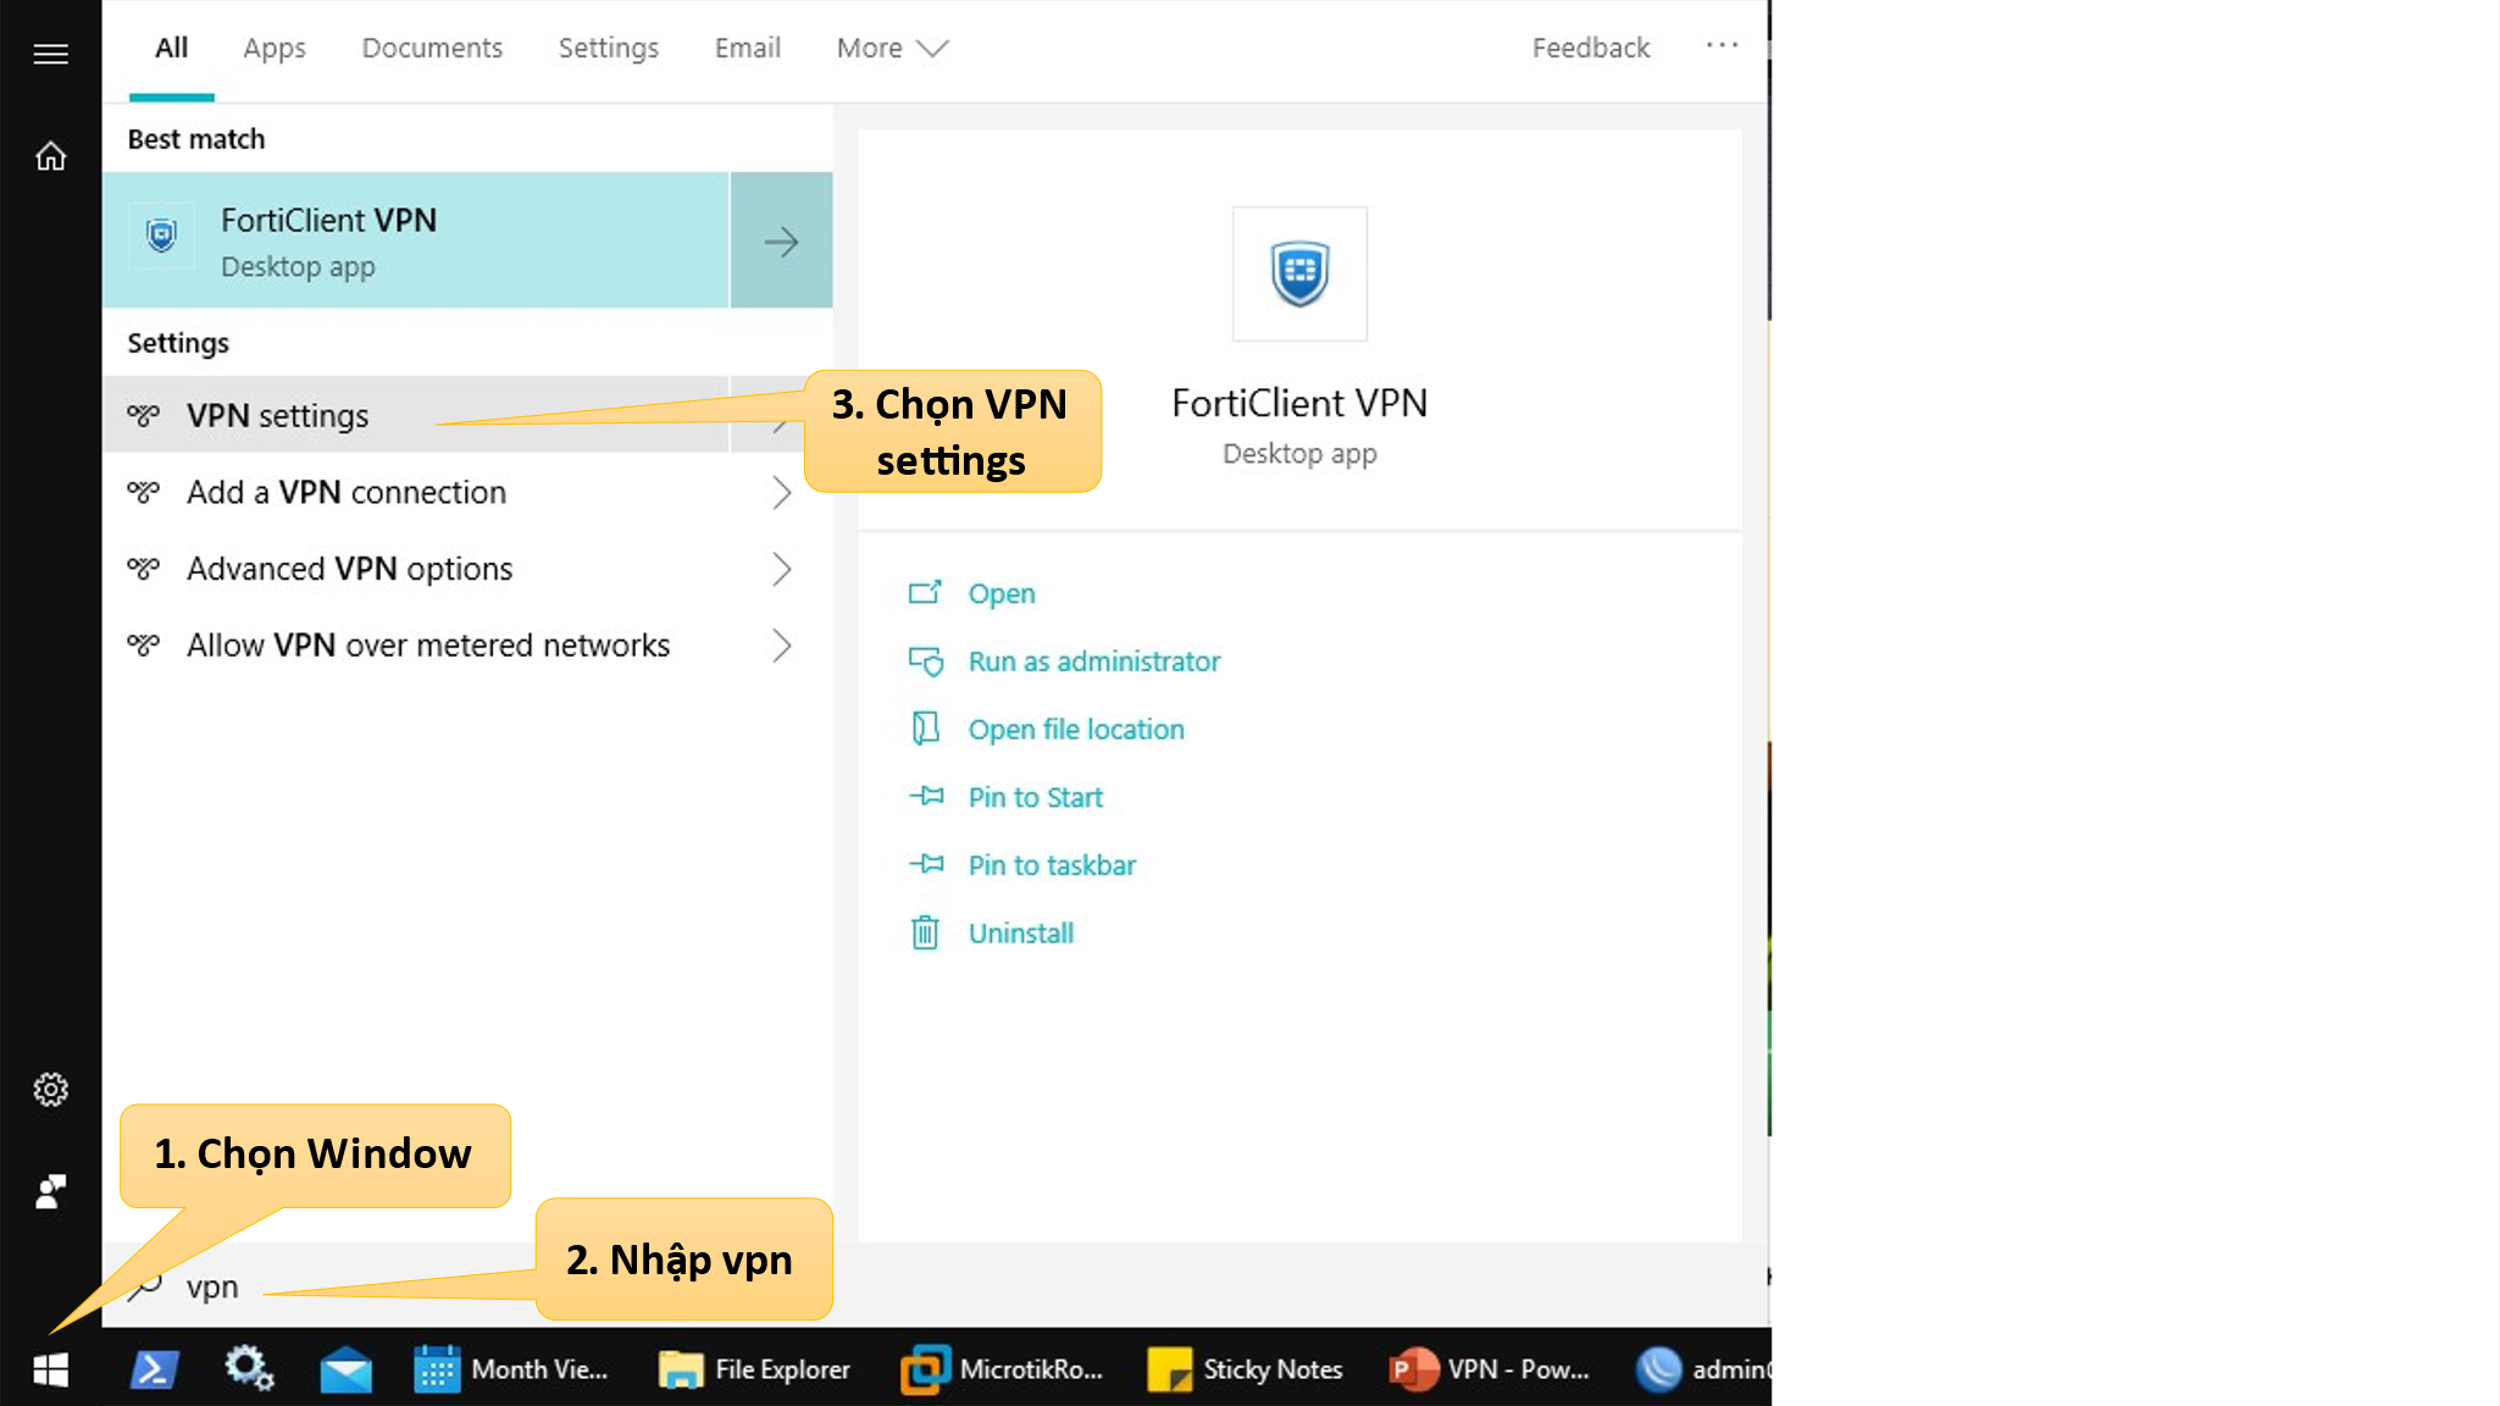 All
Apps
Documents
Settings
Email
More
Feedback
Best match
FortiClient VPN
Desktop app
Settings
VPN settings
Add a VPN connection
Advanced VPN options
Allow VPN over metered networks
3. Chọn VPN
settings
FortiClient VPN
Desktop app
Open
Run as administrator
Open file location
Pin to Start
Pin to taskbar
Uninstall
1. Chọn Window
2. Nhập vpn
vpn
Month Vie...
File Explorer
MicrotikRo...
Sticky Notes
VPN - Pow...
admin